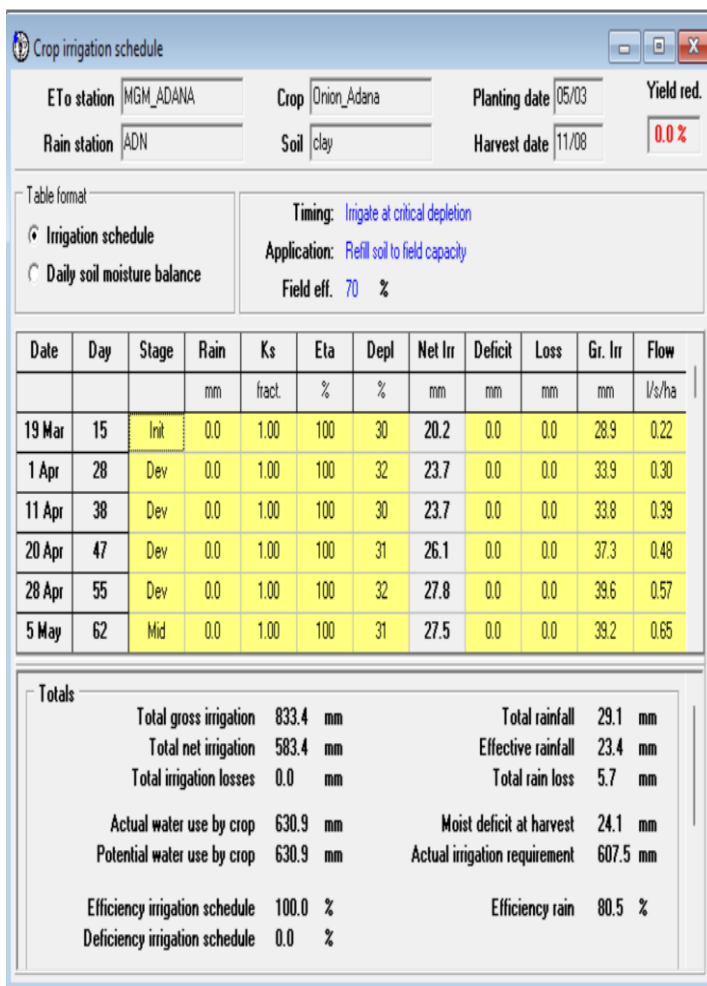 Crop irrigation schedule
ETo station MGM_ADANA Crop Onion_Adana Planting date 05/03 Yield red.
Rain station ADN Soil clay Harvest date 11/08 0.0 %
Table format
Irrigation schedule
Daily soil moisture balance
Timing: Irrigate at critical depletion
Application: Refill soil to field capacity
Field eff. 70 %
Date Day Stage Rain Ks Eta Depl Net Irr Deficit Loss Gr. Irr Flow
mm fract. % % mm mm mm mm l/s/ha
19 Mar 15 Init 0.0 1.00 100 30 20.2 0.0 0.0 28.9 0.22
1 Apr 28 Dev 0.0 1.00 100 32 23.7 0.0 0.0 33.9 0.30
11 Apr 38 Dev 0.0 1.00 100 30 23.7 0.0 0.0 33.8 0.39
20 Apr 47 Dev 0.0 1.00 100 31 26.1 0.0 0.0 37.3 0.48
28 Apr 55 Dev 0.0 1.00 100 32 27.8 0.0 0.0 39.6 0.57
5 May 62 Mid 0.0 1.00 100 31 27.5 0.0 0.0 39.2 0.65
Totals
Total gross irrigation 833.4 mm Total rainfall 29.1 mm
Total net irrigation 583.4 mm Effective rainfall 23.4 mm
Total irrigation losses 0.0 mm Total rain loss 5.7 mm
Actual water use by crop 630.9 mm Moist deficit at harvest 24.1 mm
Potential water use by crop 630.9 mm Actual irrigation requirement 607.5 mm
Efficiency irrigation schedule 100.0 % Efficiency rain 80.5 %
Deficiency irrigation schedule 0.0 %